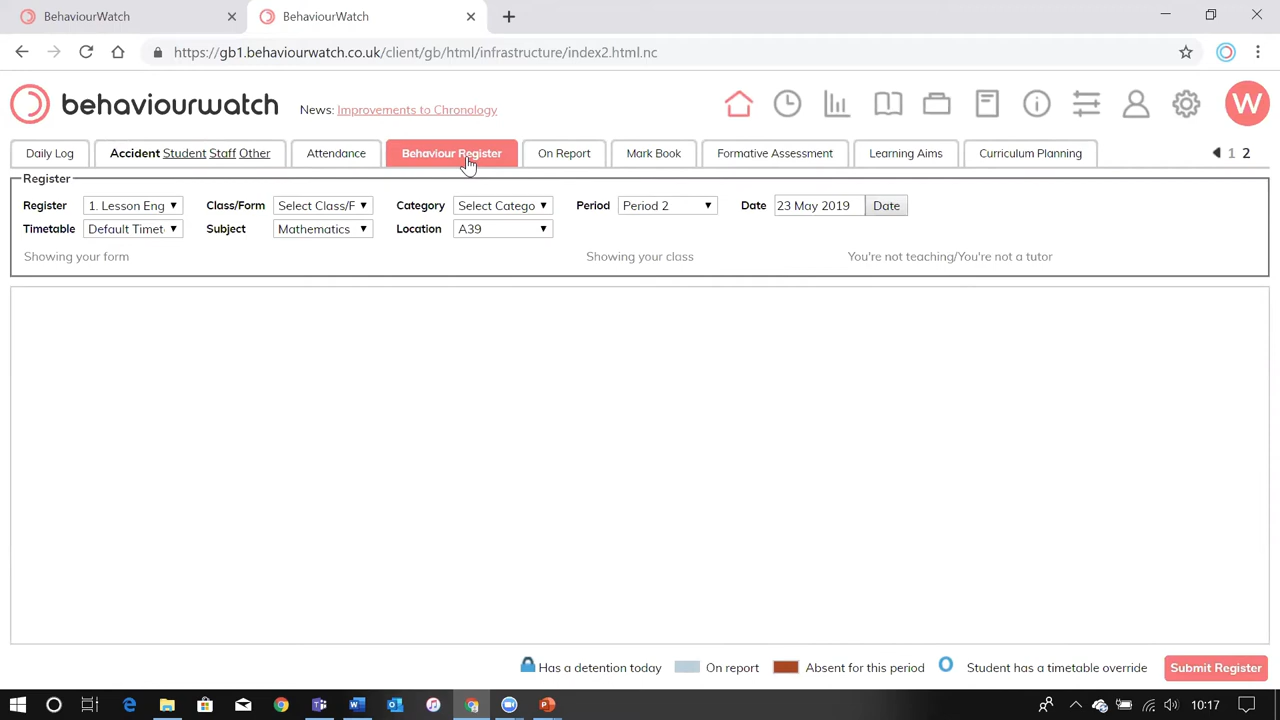 BehaviourWatch
BehaviourWatch
https://gb1.behaviourwatch.co.uk/client/gb/html/infrastructure/index2.html.nc
behaviourwatch
News: Improvements to Chronology
W
Daily Log
Accident Student Staff Other
Attendance
Behaviour Register
On Report
Mark Book
Formative Assessment
Learning Aims
Curriculum Planning
1 2
Register
Register 1. Lesson Eng Class/Form Select Class/F Category Select Catego Period Period 2 Date 23 May 2019 Date
Timetable Default Timet Subject Mathematics Location A39
Showing your form Showing your class You're not teaching/You're not a tutor
Has a detention today On report Absent for this period Student has a timetable override Submit Register
10:17